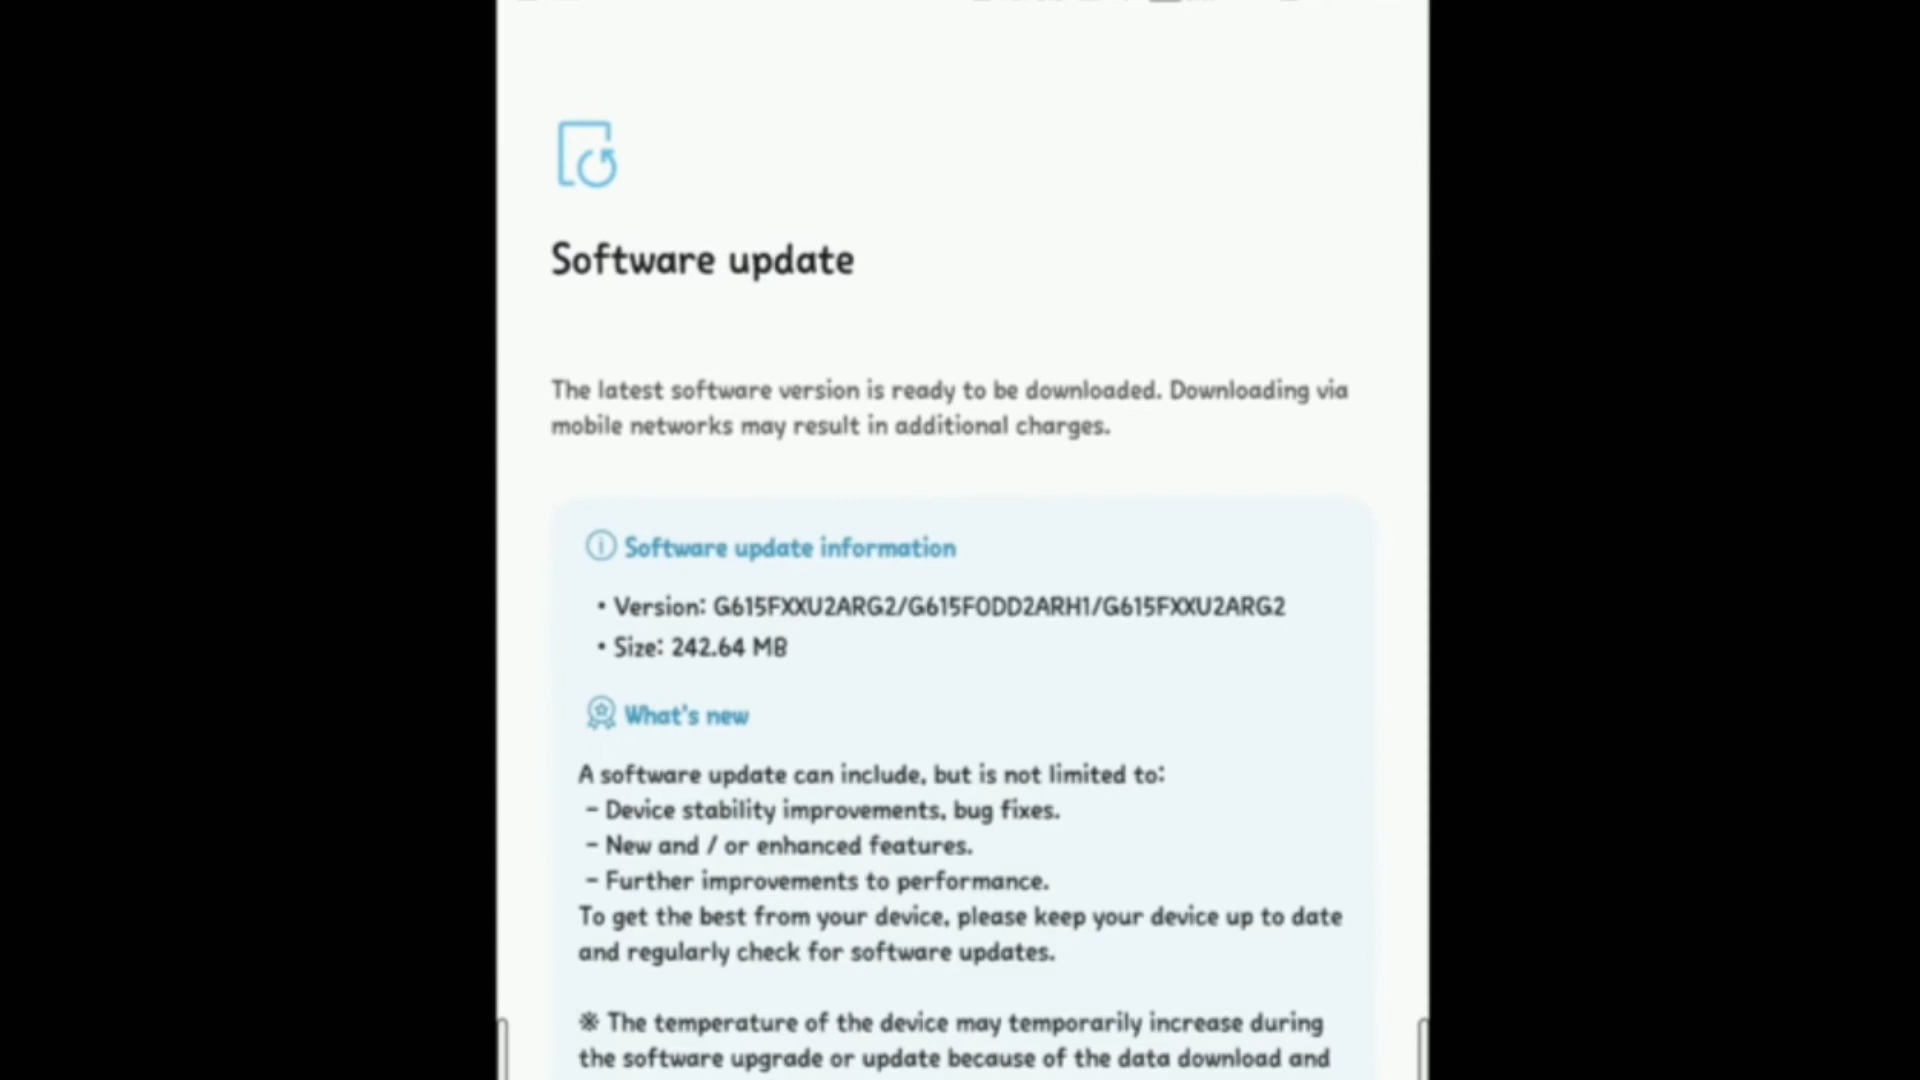 Software update
The latest software version is ready to be downloaded. Downloading via
mobile networks may result in additional charges.
Software update information
• Version: G615FXXU2ARG2/G615FODD2ARH1/G615FXXU2ARG2
• Size: 242.64 MB
What's new
A software update can include, but is not limited to:
– Device stability improvements, bug fixes.
– New and / or enhanced features.
– Further improvements to performance.
To get the best from your device, please keep your device up to date
and regularly check for software updates.
※ The temperature of the device may temporarily increase during
the software upgrade or update because of the data download and